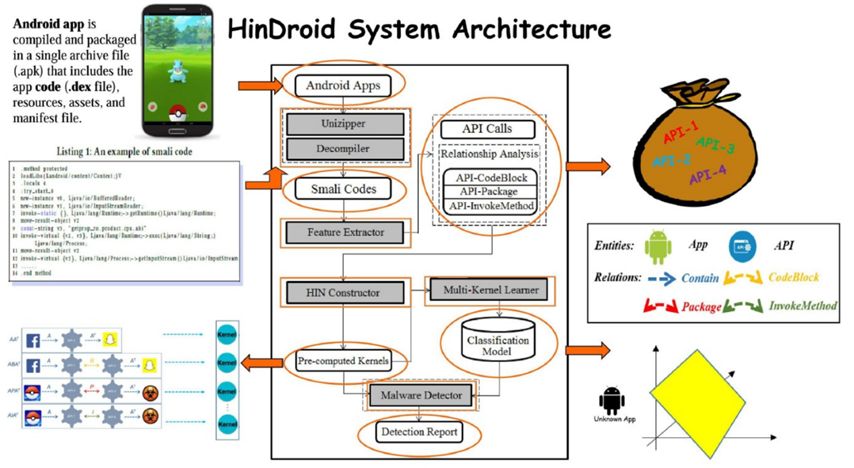 HinDroid System Architecture
Android app is
compiled and packaged
in a single archive file
(.apk) that includes the
app code (.dex file),
resources, assets, and
manifest file.
Listing 1: An example of smali code
1 .method protected
2 loadLibs(Landroid/content/Context;)V
3 .locals 4
4 :try_start_0
5 new-instance v0, Ljava/io/BufferedReader;
6 new-instance v1, Ljava/io/InputStreamReader;
7 invoke-static {}, Ljava/lang/Runtime;->getRuntime()Ljava/lang/Runtime;
8 move-result-object v2
9 const-string v3, "getprop ro.product.cpu.abi"
10 invoke-virtual {v2, v3}, Ljava/lang/Runtime;->exec(Ljava/lang/String;)
Ljava/lang/Process;
11 move-result-object v2
12 invoke-virtual {v2}, Ljava/lang/Process;->getInputStream()Ljava/io/InputStream
13 .....
14 .end method
Android Apps
Unizipper
Decompiler
Smali Codes
Feature Extractor
API Calls
Relationship Analysis
API-CodeBlock
API-Package
API-InvokeMethod
HIN Constructor
Multi-Kernel Learner
Pre-computed Kernels
Classification
Model
Malware Detector
Detection Report
API-1
API-2
API-3
API-4
Entities:
App
API
Relations:
Contain
CodeBlock
Package
InvokeMethod
AAᵀ
A
Aᵀ
Kernel
ABAᵀ
A
B
Aᵀ
Kernel
APAᵀ
A
P
Aᵀ
Kernel
AIAᵀ
A
I
Aᵀ
Kernel
Unknown App